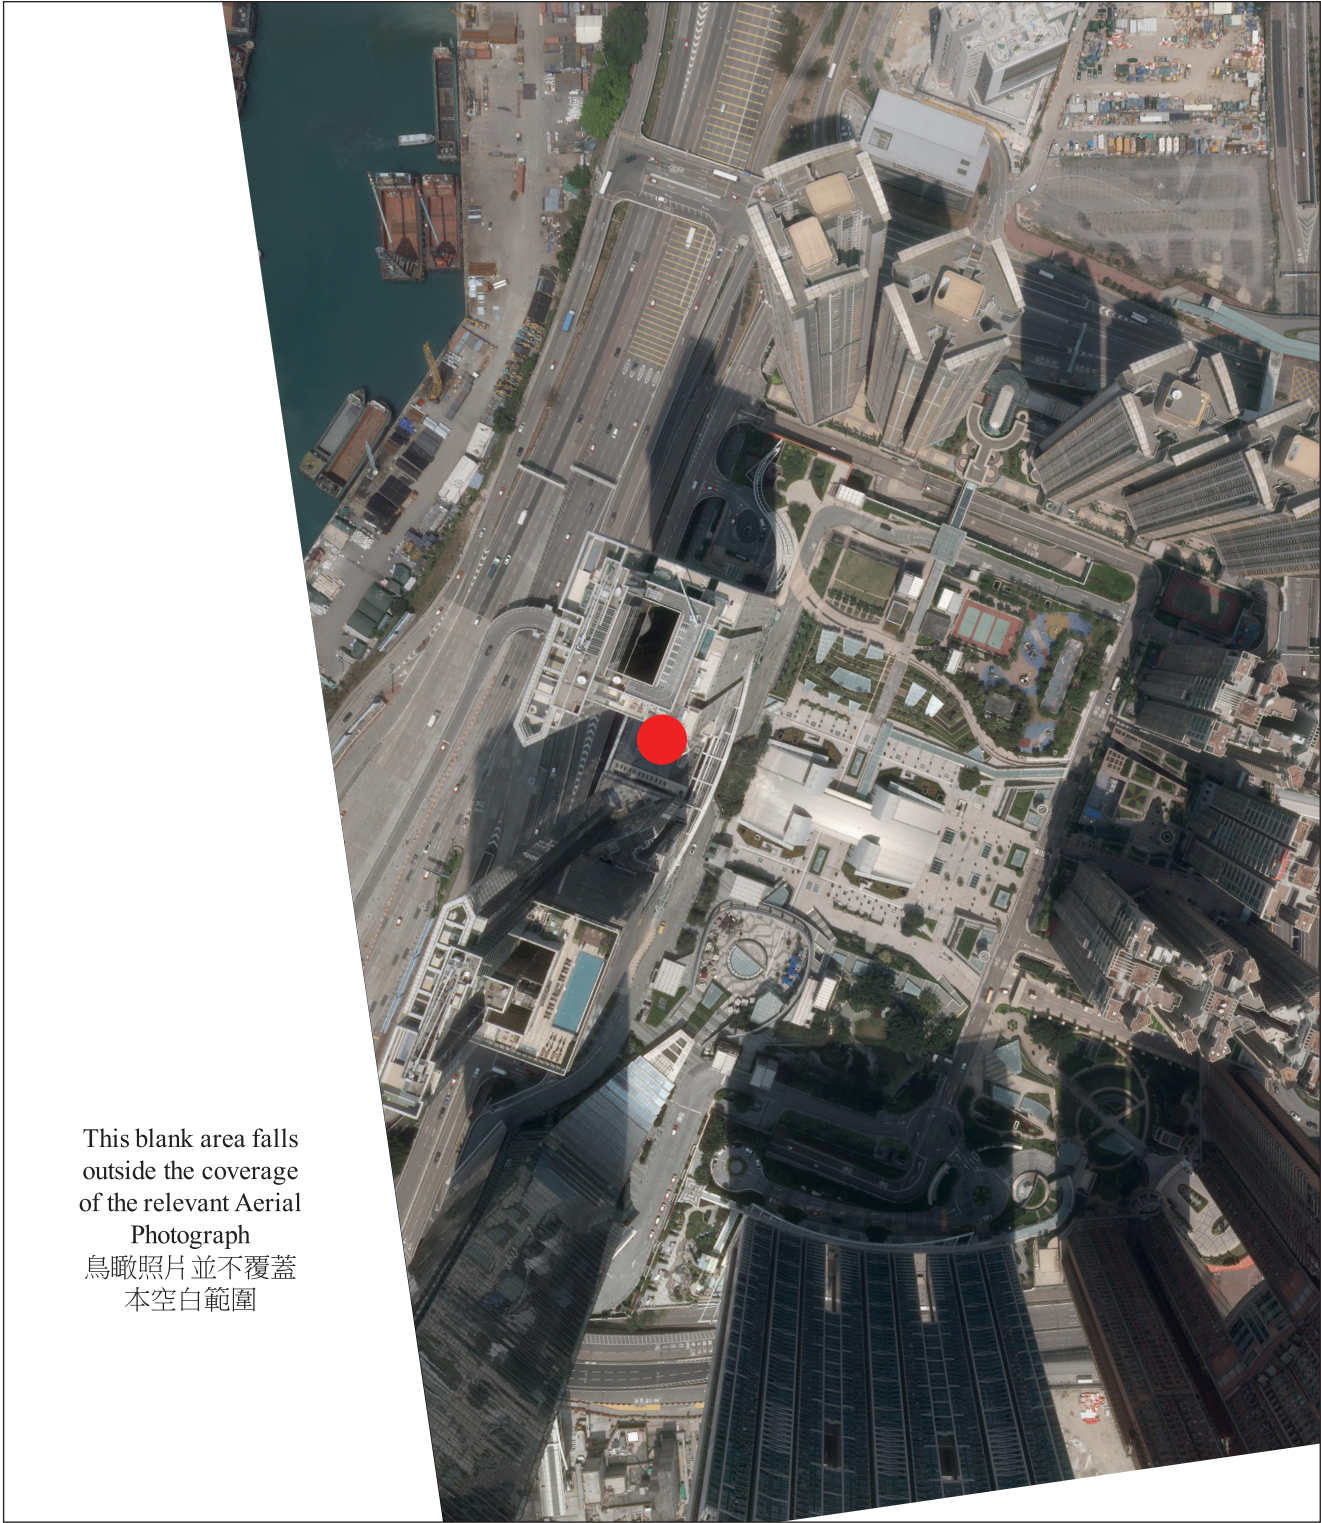 This blank area falls
outside the coverage
of the relevant Aerial
Photograph
鳥瞰照片並不覆蓋
本空白範圍